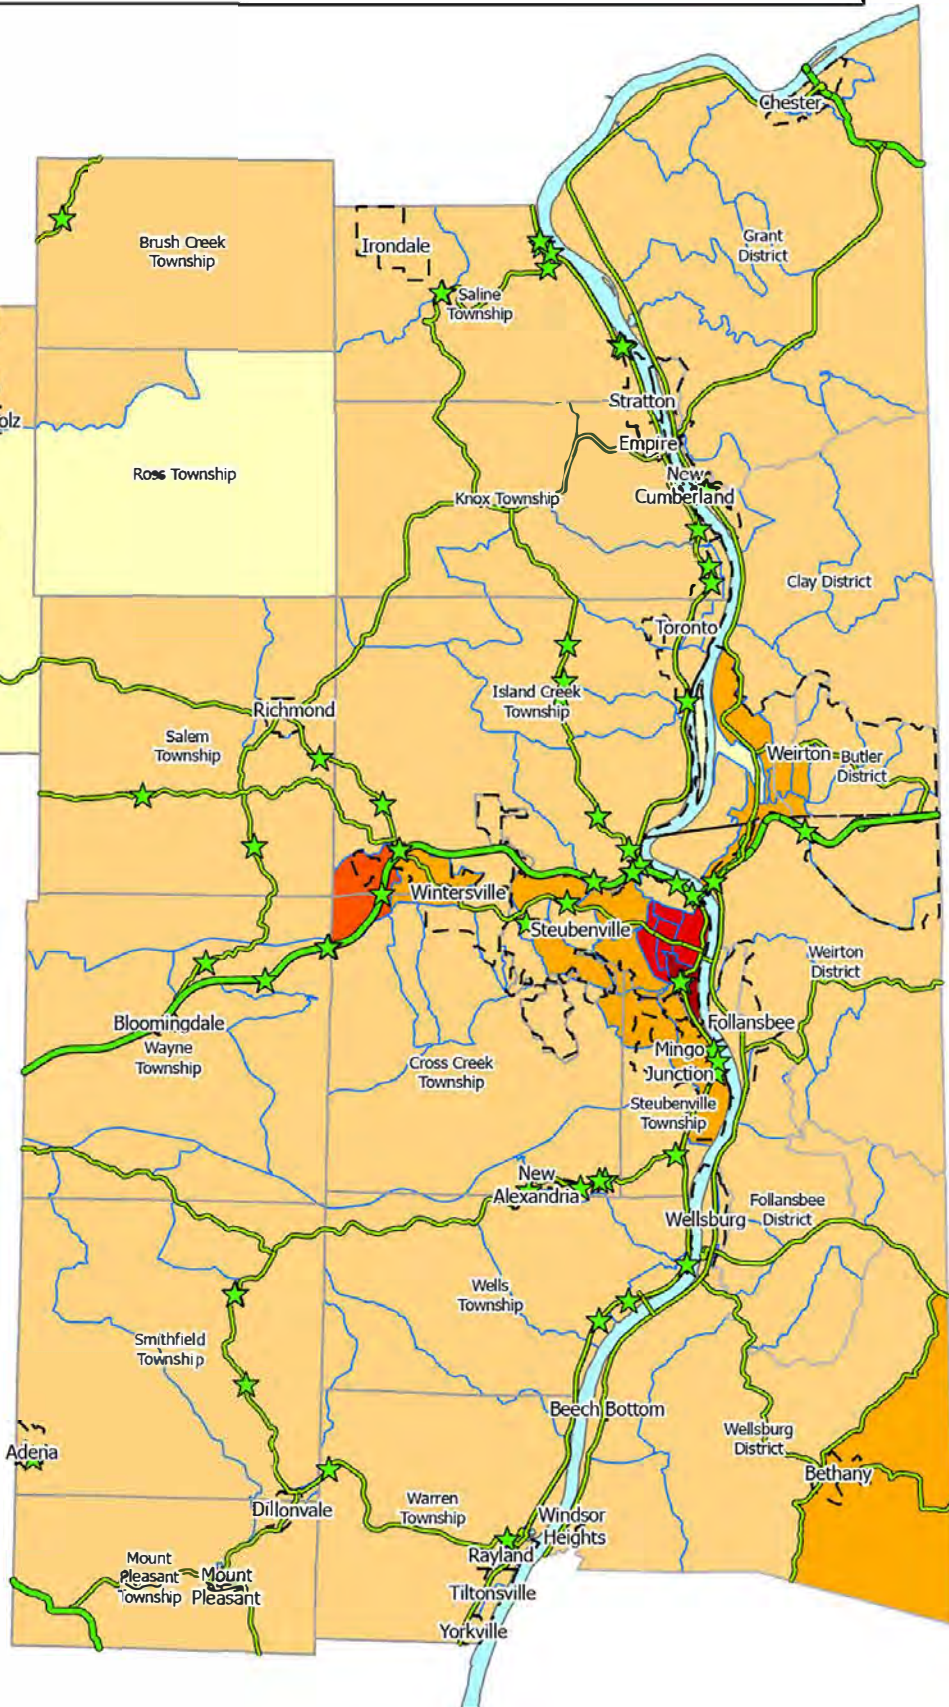 Chester
Brush Creek
Township
Irondale
Grant
District
Saline
Township
Stratton
olz
Empire
Ross Township
New
Cumberland
Knox Township
Clay District
Toronto
Island Creek
Township
Richmond
Salem
Township
Weirton
Butler
District
Wintersville
Steubenville
Weirton
District
Bloomingdale
Wayne
Township
Follansbee
Mingo
Junction
Cross Creek
Township
Steubenville
Township
New
Alexandria
Follansbee
District
Wellsburg
Wells
Township
Smithfield
Township
Beech Bottom
Wellsburg
District
Adena
Bethany
Dillonvale
Warren
Township
Windsor
Heights
Rayland
Mount
Pleasant
Township
Mount
Pleasant
Tiltonsville
Yorkville